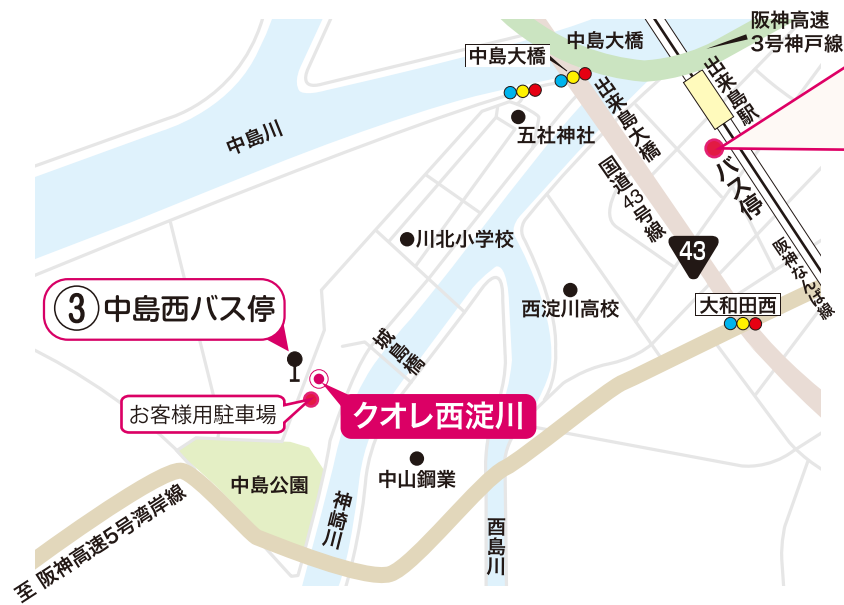 阪神高速
3号神戸線
中島大橋
中島大橋
出来島駅
出来島大橋
中島川
五社神社
バス停
国道43号線
川北小学校
43
阪神なんば線
西淀川高校
大和田西
③中島西バス停
城島橋
お客様用駐車場
クオレ西淀川
中島公園
中山鋼業
神崎川
酉島川
至 阪神高速5号湾岸線